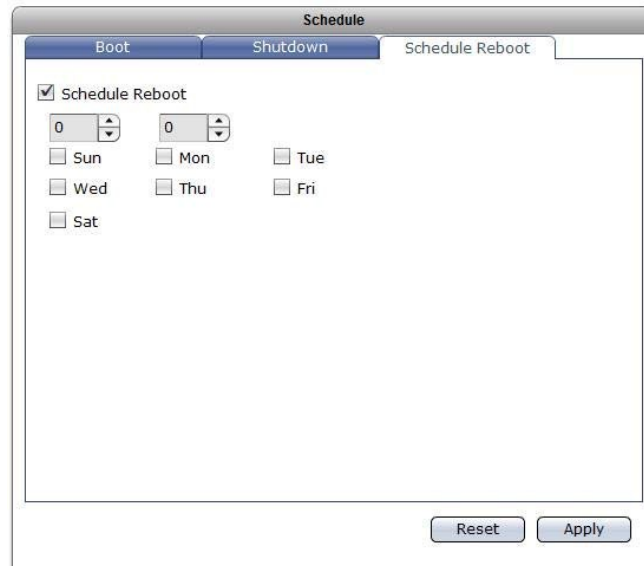 Schedule
Boot Shutdown Schedule Reboot
Schedule Reboot
0 0
Sun Mon Tue
Wed Thu Fri
Sat
Reset Apply